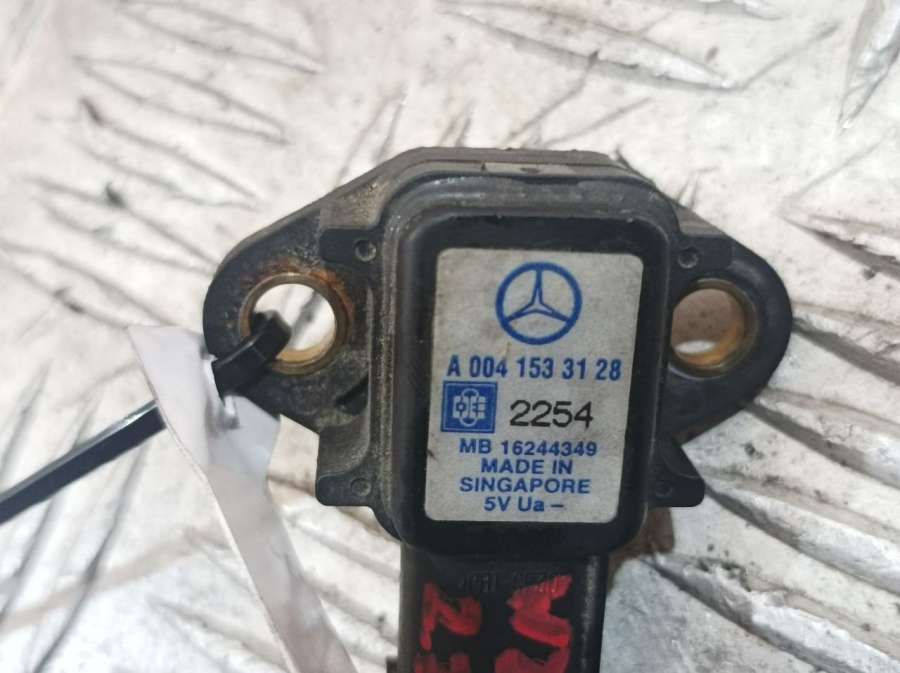 A 004 153 31 28
2254
MB 16244349
MADE IN
SINGAPORE
5V Ua –